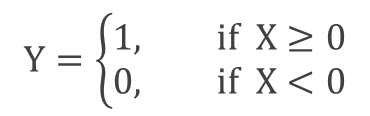 Y = { 1, if X ≥ 0
0, if X < 0